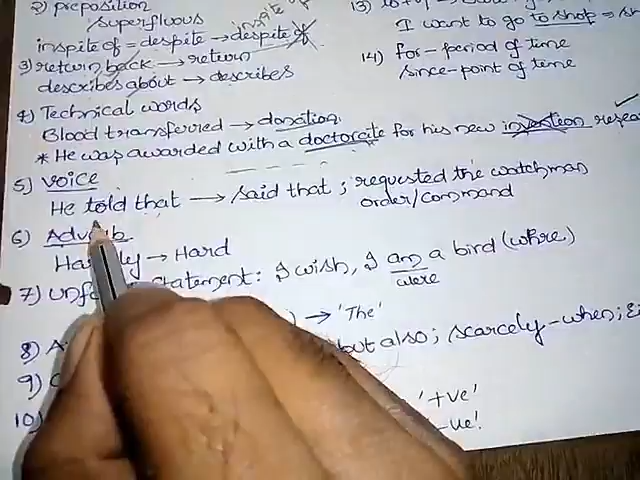 2) preposition
superfluous
inspite of = despite → despite of
inspite of
3) return back → return
describes about → describes
4) Technical words
Blood transferried → donation
* He was awarded with a doctorate for his new invention
5) Voice
He told that → said that ; requested the watchman
order/command
6) Adverb
→ Hard
7) statement: I wish, I am a bird (where)
were
→ 'The'
8)
but also; scarcely-when;
9)
'+ve'
10)
-ve!
13)
I want to go to shop =
14) for-period of time
since-point of time